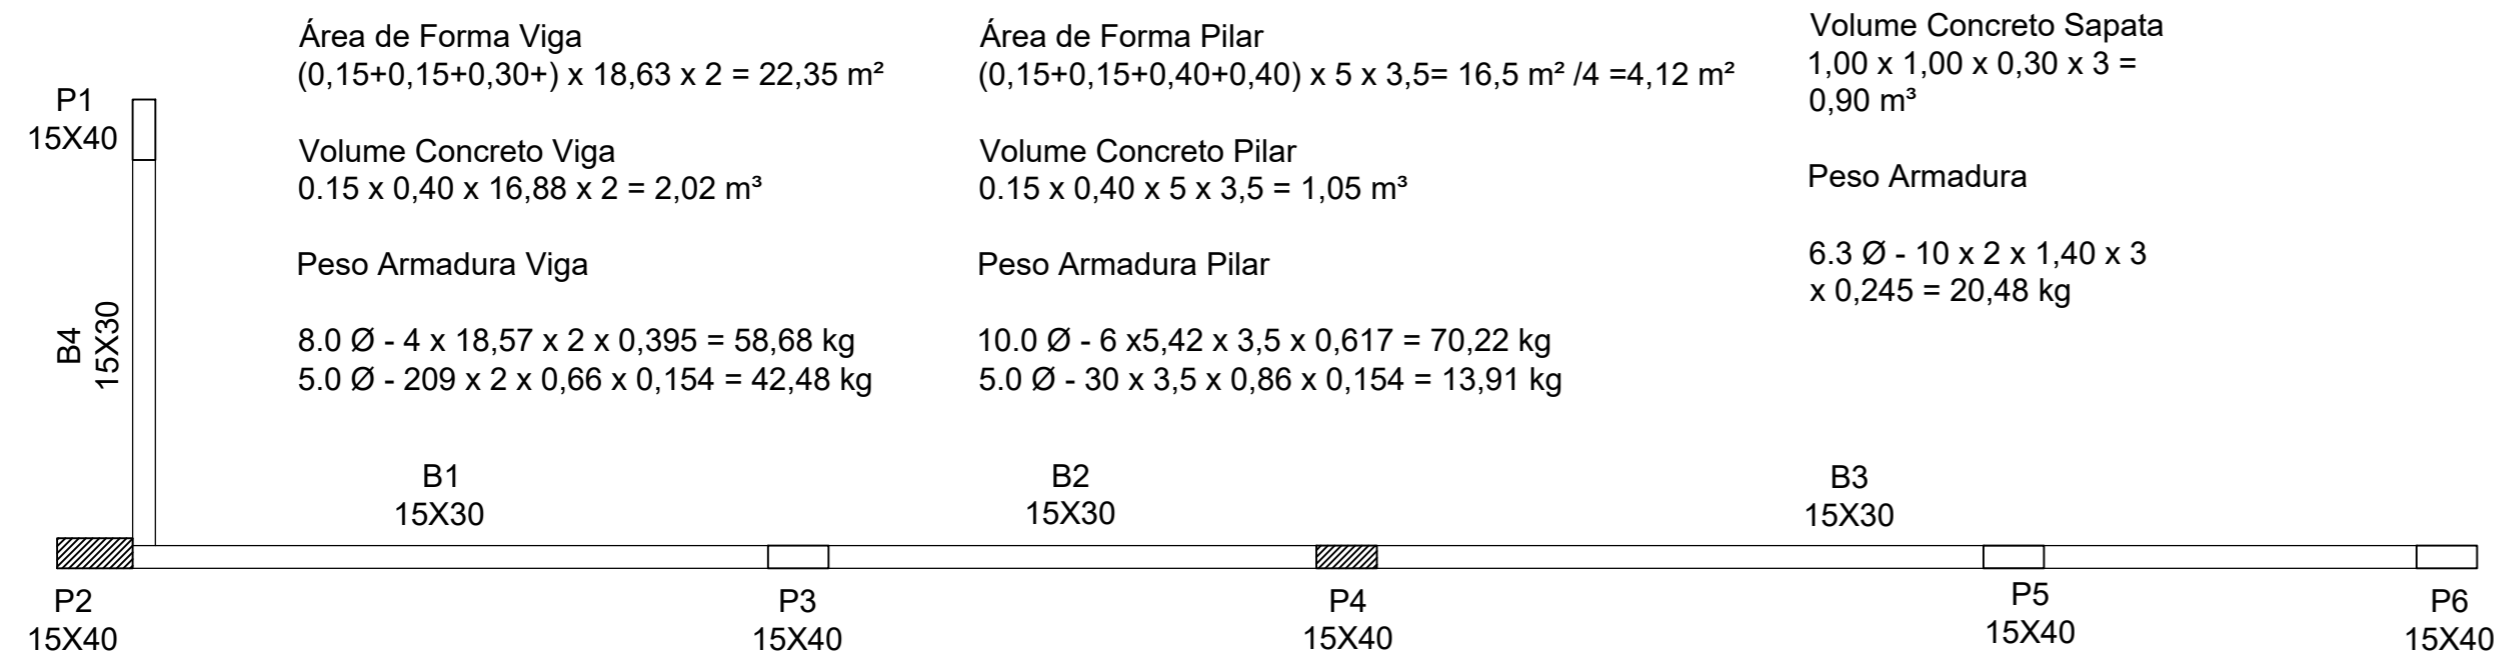 Área de Forma Viga
(0,15+0,15+0,30+) x 18,63 x 2 = 22,35 m²
Volume Concreto Viga
0.15 x 0,40 x 16,88 x 2 = 2,02 m³
Peso Armadura Viga
8.0 Ø - 4 x 18,57 x 2 x 0,395 = 58,68 kg
5.0 Ø - 209 x 2 x 0,66 x 0,154 = 42,48 kg
Área de Forma Pilar
(0,15+0,15+0,40+0,40) x 5 x 3,5= 16,5 m² /4 =4,12 m²
Volume Concreto Pilar
0.15 x 0,40 x 5 x 3,5 = 1,05 m³
Peso Armadura Pilar
10.0 Ø - 6 x5,42 x 3,5 x 0,617 = 70,22 kg
5.0 Ø - 30 x 3,5 x 0,86 x 0,154 = 13,91 kg
Volume Concreto Sapata
1,00 x 1,00 x 0,30 x 3 =
0,90 m³
Peso Armadura
6.3 Ø - 10 x 2 x 1,40 x 3
x 0,245 = 20,48 kg
P1
15X40
B4
15X30
B1
15X30
B2
15X30
B3
15X30
P2
15X40
P3
15X40
P4
15X40
P5
15X40
P6
15X40